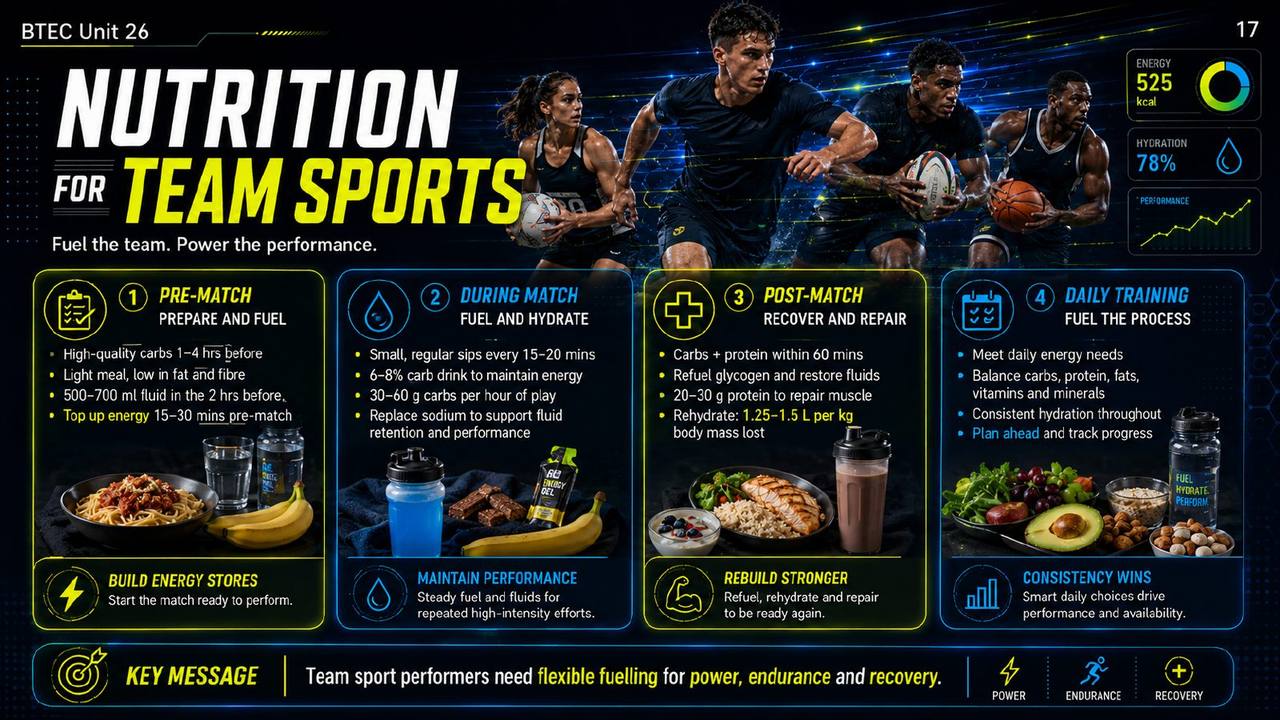 BTEC Unit 26
17
NUTRITION
FOR TEAM SPORTS
Fuel the team. Power the performance.
ENERGY
525
kcal
HYDRATION
78%
PERFORMANCE
1 PRE-MATCH
PREPARE AND FUEL
• High-quality carbs 1–4 hrs before
• Light meal, low in fat and fibre
• 500–700 ml fluid in the 2 hrs before.
• Top up energy 15–30 mins pre-match
BUILD ENERGY STORES
Start the match ready to perform.
2 DURING MATCH
FUEL AND HYDRATE
• Small, regular sips every 15–20 mins
• 6–8% carb drink to maintain energy
• 30–60 g carbs per hour of play
• Replace sodium to support fluid
retention and performance
ENERGY
GEL
MAINTAIN PERFORMANCE
Steady fuel and fluids for
repeated high-intensity efforts.
3 POST-MATCH
RECOVER AND REPAIR
• Carbs + protein within 60 mins
• Refuel glycogen and restore fluids
• 20–30 g protein to repair muscle
• Rehydrate: 1.25–1.5 L per kg
body mass lost
REBUILD STRONGER
Refuel, rehydrate and repair
to be ready again.
4 DAILY TRAINING
FUEL THE PROCESS
• Meet daily energy needs
• Balance carbs, protein, fats,
vitamins and minerals
• Consistent hydration throughout
• Plan ahead and track progress
FUEL
HYDRATE.
PERFORM.
CONSISTENCY WINS
Smart daily choices drive
performance and availability.
KEY MESSAGE
Team sport performers need flexible fuelling for power, endurance and recovery.
POWER
ENDURANCE
RECOVERY